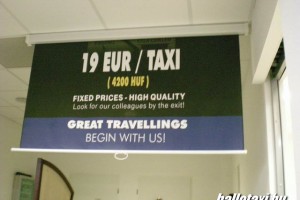 19 EUR / TAXI
( 4200 HUF )
FIXED PRICES - HIGH QUALITY
Look for our colleagues by the exit!
GREAT TRAVELLINGS
BEGIN WITH US!
hallotaxi.hu